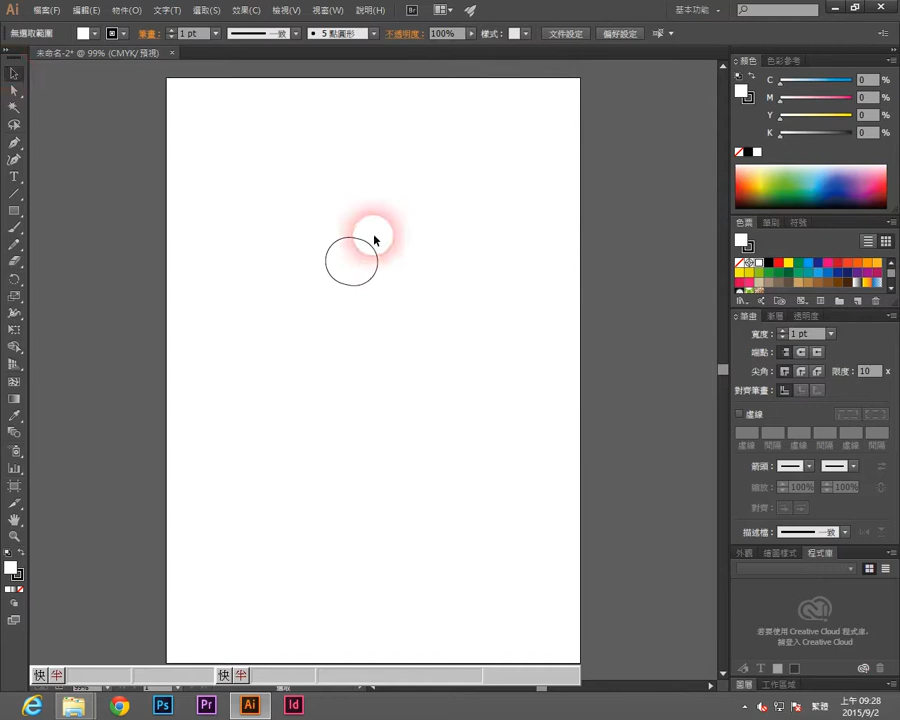 Ai 檔案(F) 編輯(E) 物件(O) 文字(T) 選取(S) 效果(C) 檢視(V) 視窗(W) 說明(H) Br 基本功能
無選取範圍 筆畫： 1 pt 一致 5 點圓形 不透明度： 100% 樣式： 文件設定 偏好設定
未命名-2* @ 99% (CMYK/預視) ×
顏色 色彩參考
C 0 %
M 0 %
Y 0 %
K 0 %
色票 筆刷 符號
筆畫 漸層 透明度
寬度： 1 pt
端點：
尖角： 限度： 10 x
對齊筆畫：
虛線
虛線 間隔 虛線 間隔 虛線 間隔
箭頭：
縮放： 100% 100%
對齊：
描述檔： 一致
外觀 繪圖樣式 程式庫
若要使用 Creative Cloud 程式庫，
請登入 Creative Cloud
圖層 工作區域
快 半 快 半
99% 1 選取
Ps Pr Ai Id
繁體
上午 09:28
2015/9/2